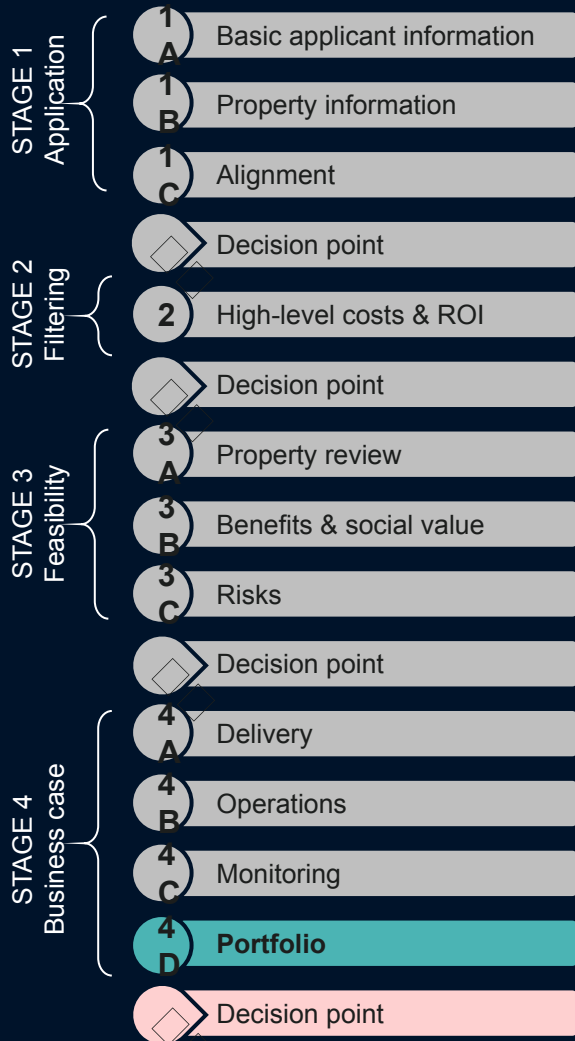 STAGE 1
Application
1
A
Basic applicant information
1
B
Property information
1
C
Alignment
Decision point
STAGE 2
Filtering
2
High-level costs & ROI
Decision point
STAGE 3
Feasibility
3
A
Property review
3
B
Benefits & social value
3
C
Risks
Decision point
STAGE 4
Business case
4
A
Delivery
4
B
Operations
4
C
Monitoring
4
D
Portfolio
Decision point